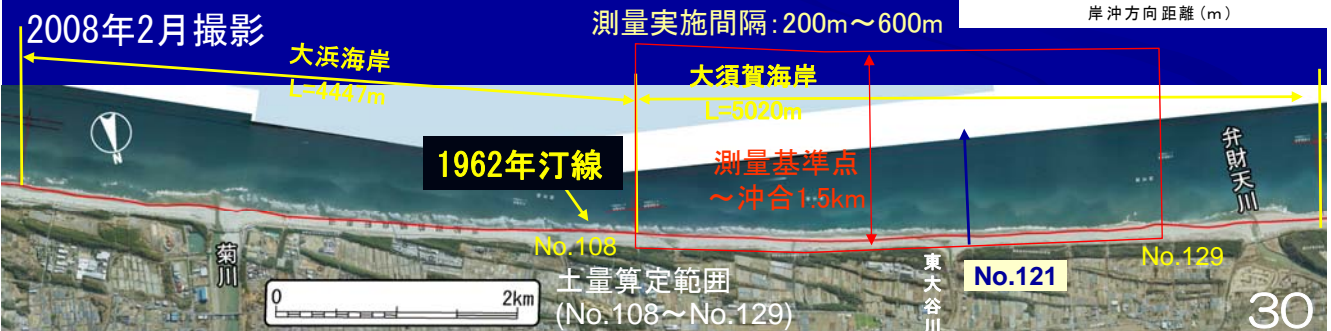 岸沖方向距離(m)
2008年2月撮影
測量実施間隔:200m～600m
大浜海岸
L=4447m
大須賀海岸
L=5020m
N
1962年汀線
測量基準点
～沖合1.5km
弁財天川
菊川
No.108
東大谷川
No.121
No.129
0 2km
土量算定範囲
(No.108～No.129)
30